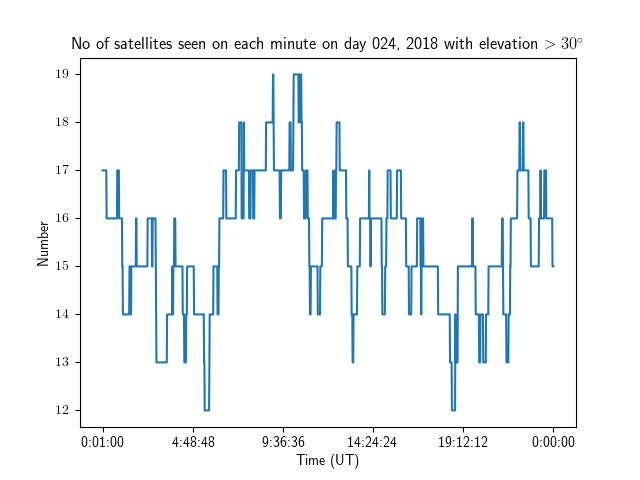 No of satellites seen on each minute on day 024, 2018 with elevation > 30°
19
18
17
16
15
14
13
12
Number
0:01:00 4:48:48 9:36:36 14:24:24 19:12:12 0:00:00
Time (UT)